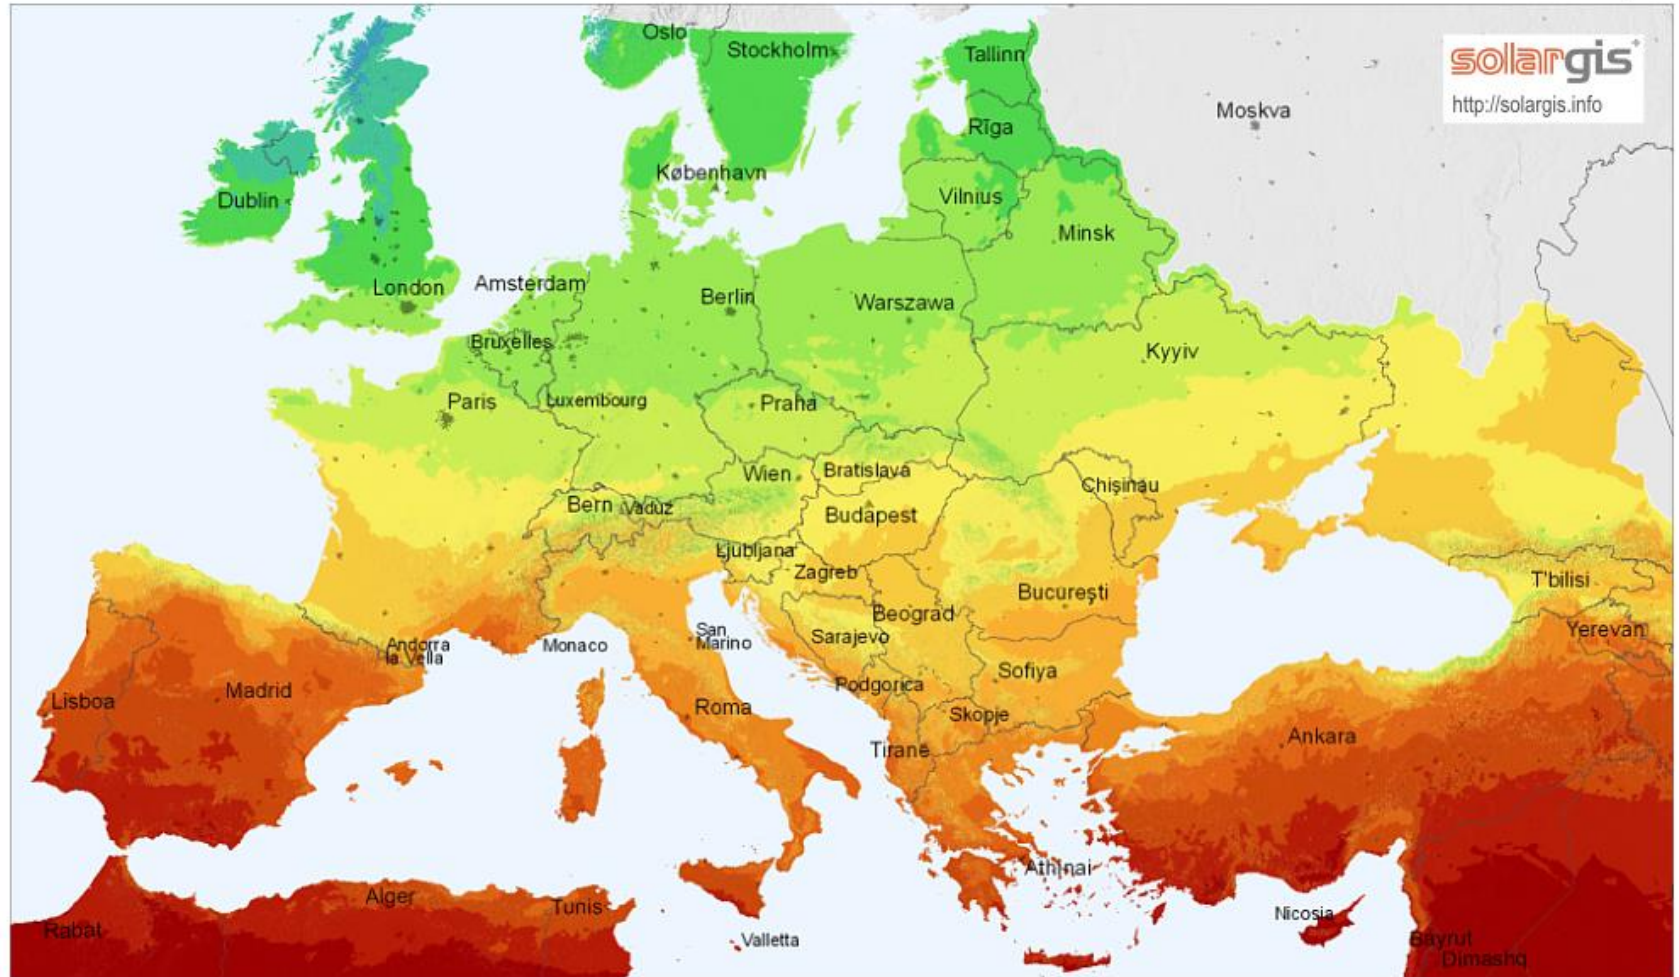 Oslo
Stockholm
Tallinn
solargis
http://solargis.info
Moskva
Rīga
København
Dublin
Vilnius
Minsk
London
Amsterdam
Berlin
Warszawa
Bruxelles
Kyyiv
Paris
Luxembourg
Praha
Wien
Bratislava
Chişinau
Bern
Vaduz
Budapest
Ljubljana
Zagreb
T'bilisi
Bucureşti
Beograd
Andorra
la Vella
Monaco
San
Marino
Sarajevo
Yerevan
Lisboa
Madrid
Podgorica
Sofiya
Roma
Skopje
Tiranë
Ankara
Athinai
Alger
Tunis
Nicosia
Rabat
Valletta
Bayrut
Dimashq